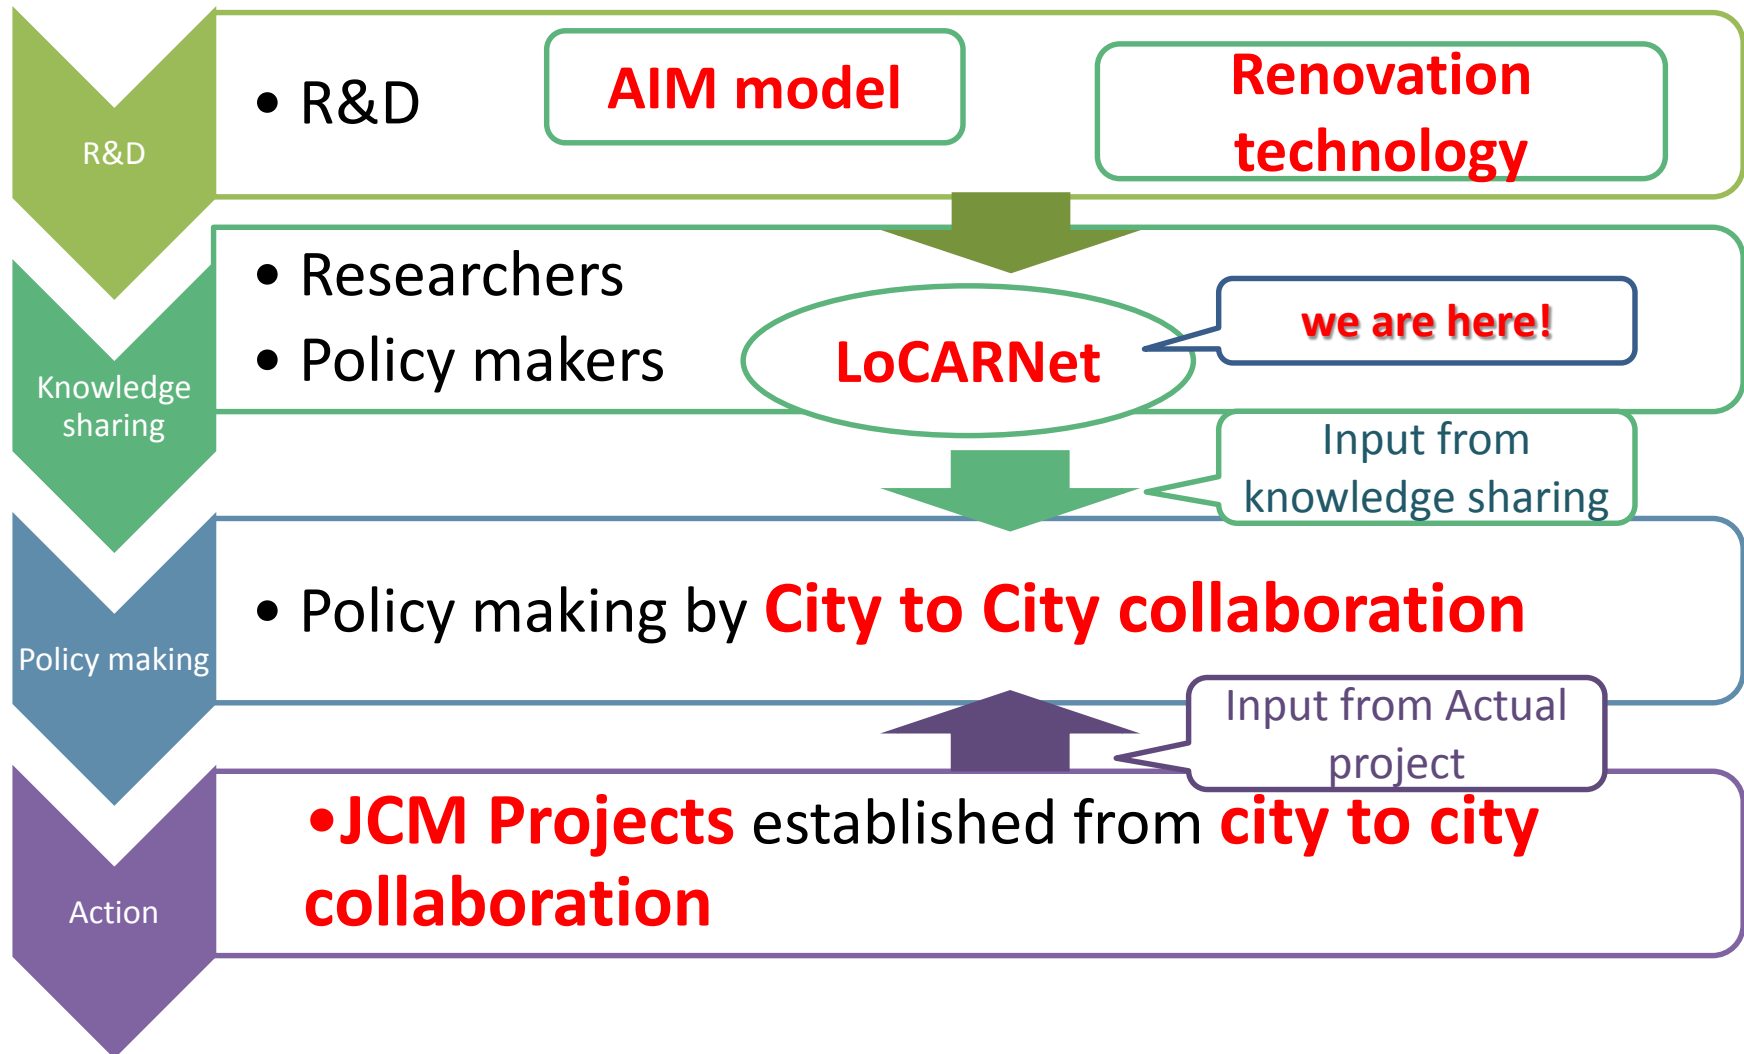 R&D
• R&D
AIM model
Renovation
technology
Knowledge
sharing
• Researchers
• Policy makers
LoCARNet
we are here!
Input from
knowledge sharing
Policy making
• Policy making by City to City collaboration
Input from Actual
project
Action
•JCM Projects established from city to city
collaboration